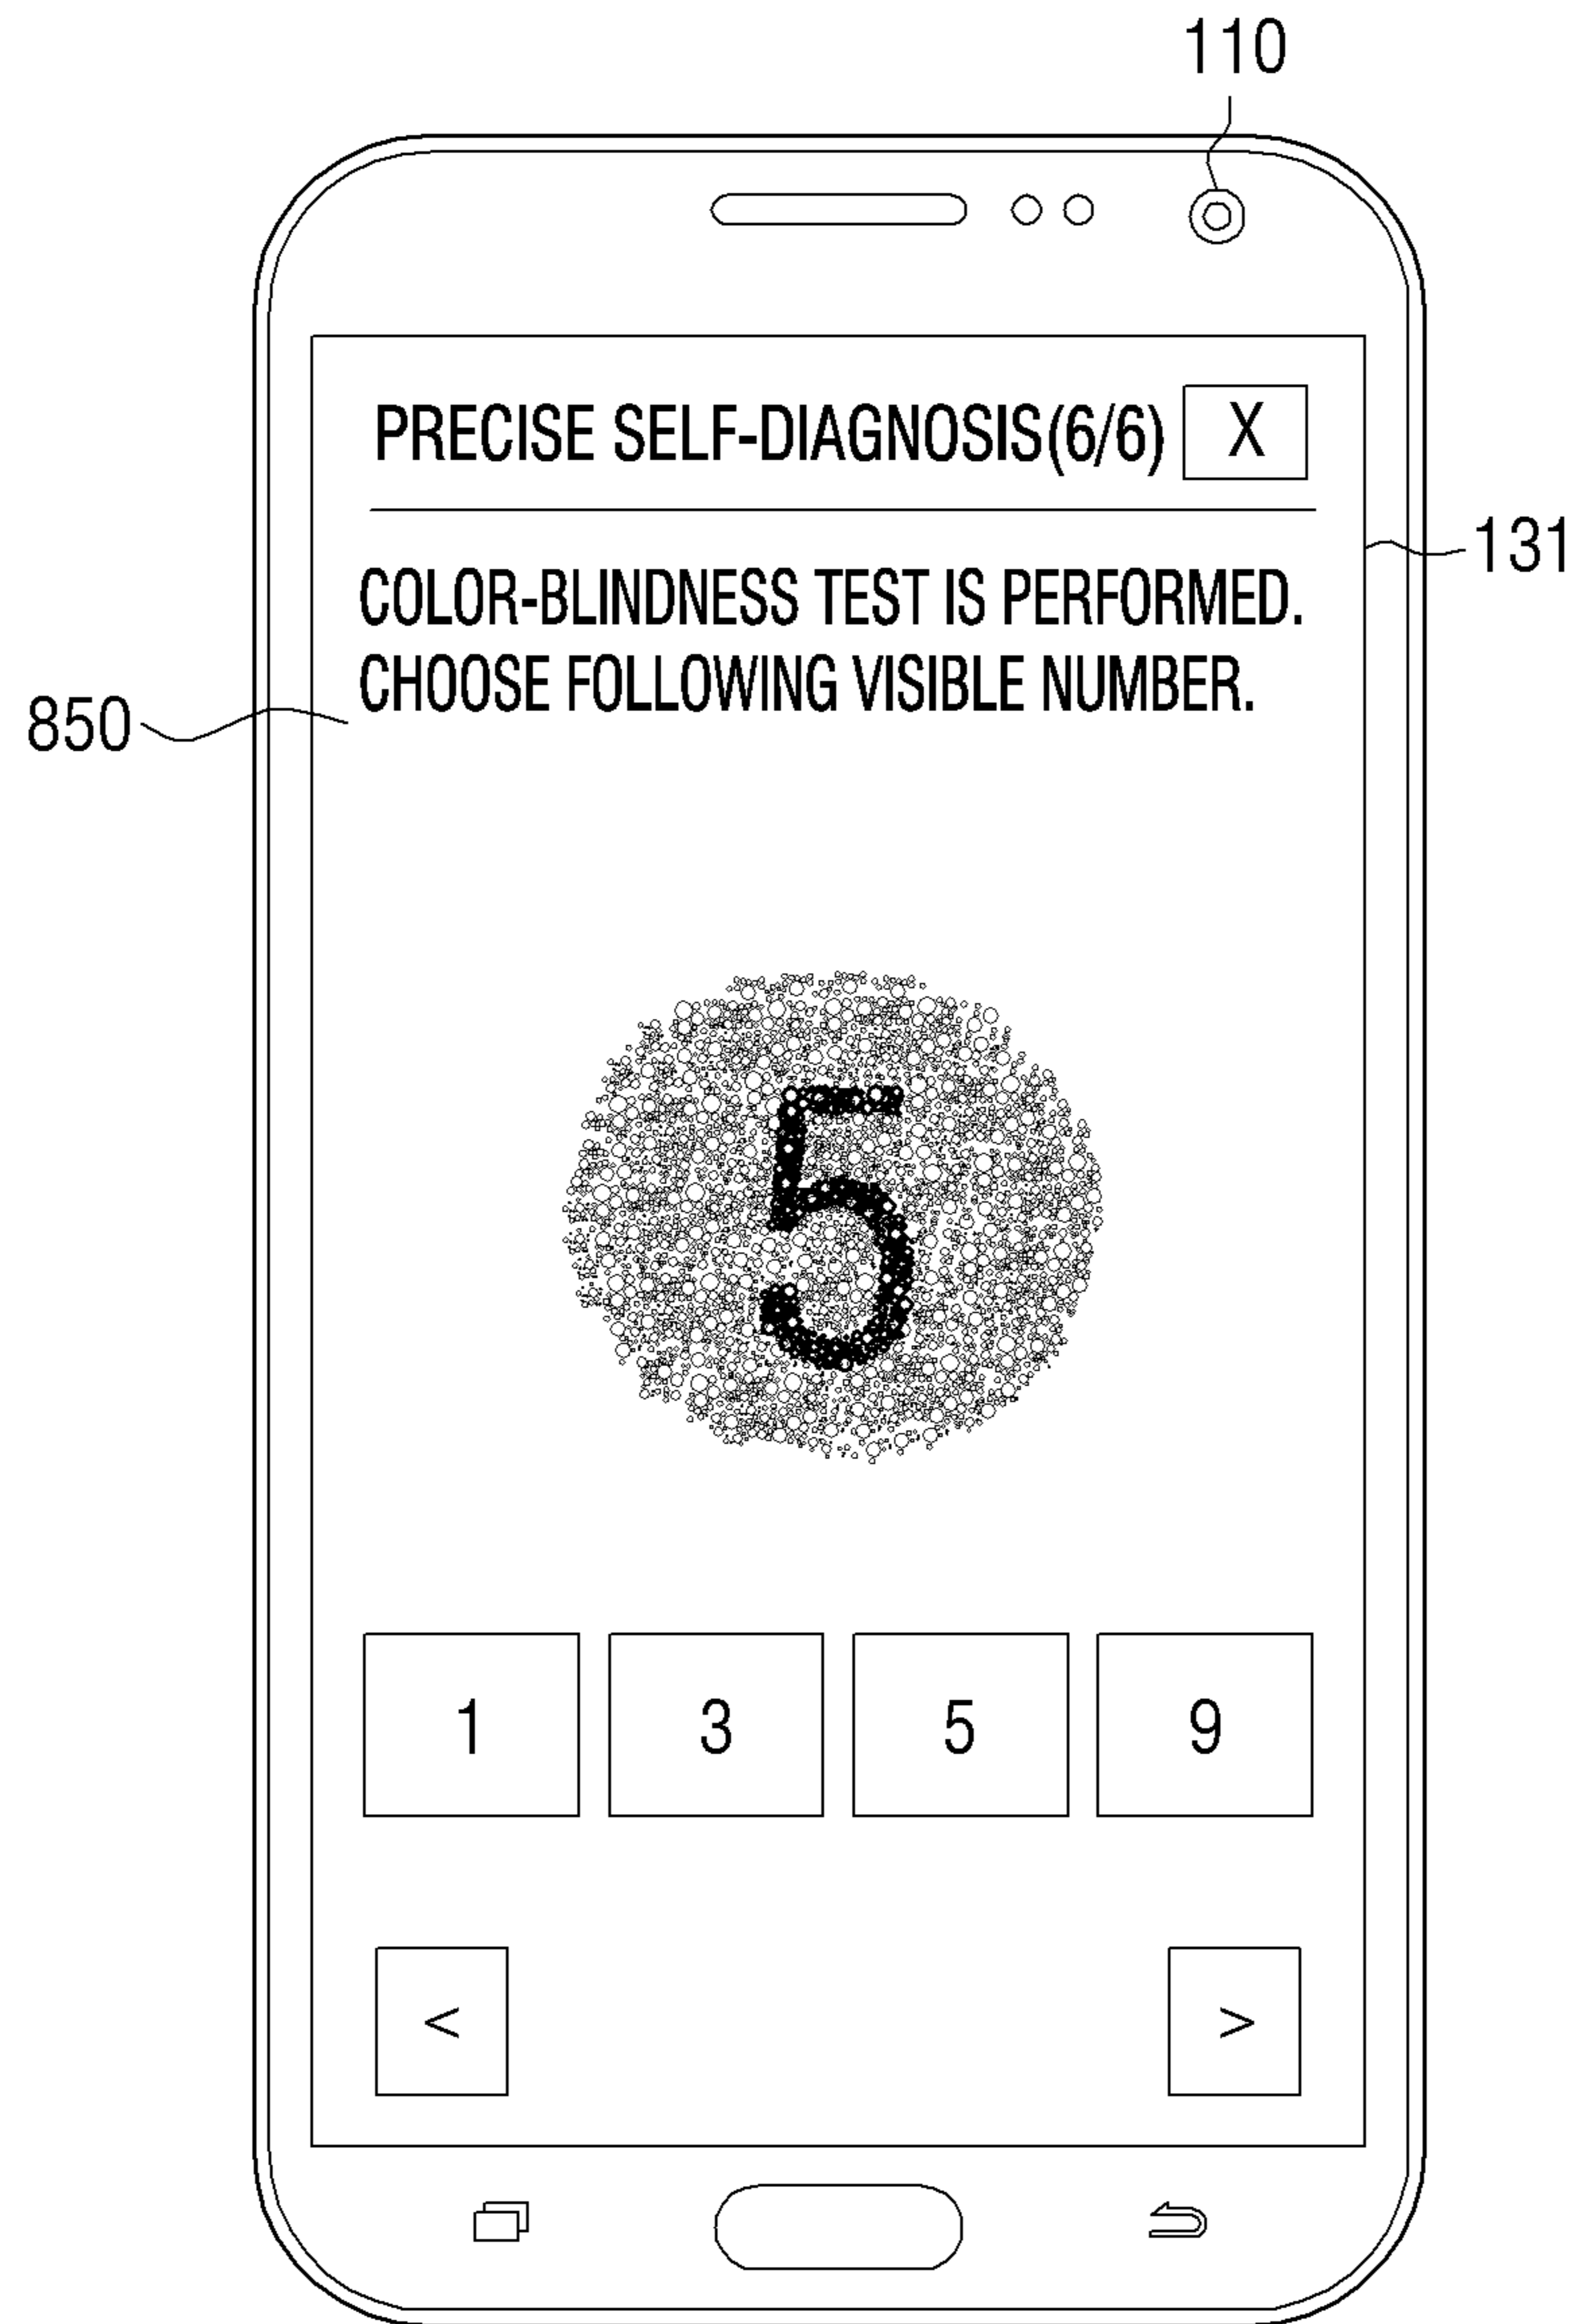 110
PRECISE SELF-DIAGNOSIS(6/6) X
131
COLOR-BLINDNESS TEST IS PERFORMED.
CHOOSE FOLLOWING VISIBLE NUMBER.
850
5
1 3 5 9
< >